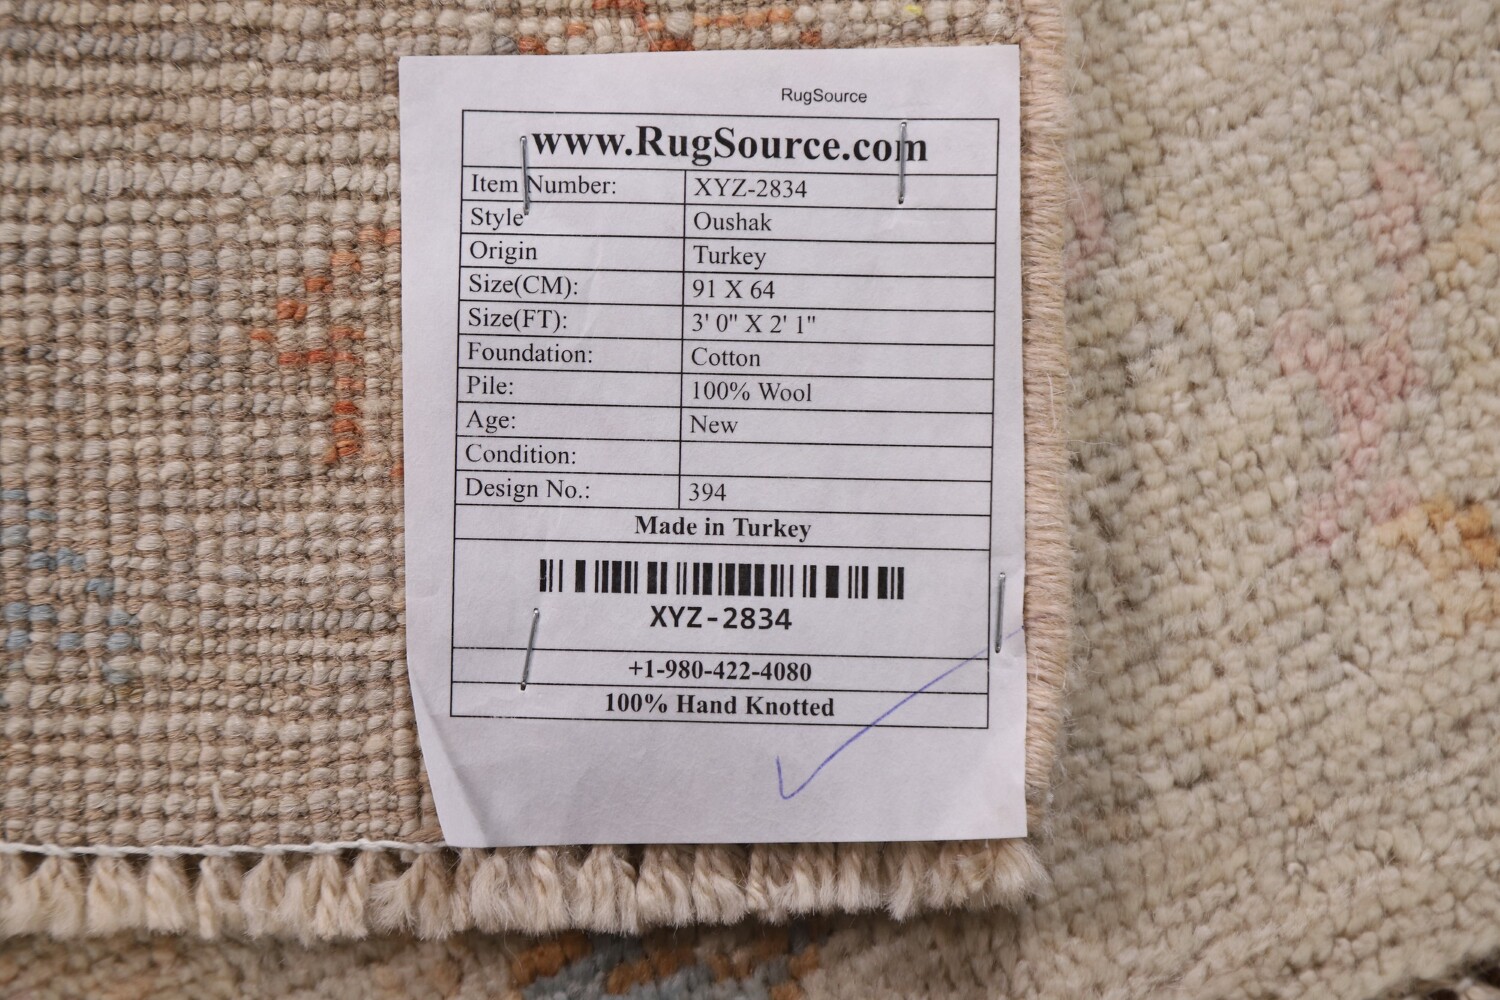 RugSource
www.RugSource.com
Item Number: XYZ-2834
Style Oushak
Origin Turkey
Size(CM): 91 X 64
Size(FT): 3' 0" X 2' 1"
Foundation: Cotton
Pile: 100% Wool
Age: New
Condition:
Design No.: 394
Made in Turkey
XYZ-2834
+1-980-422-4080
100% Hand Knotted